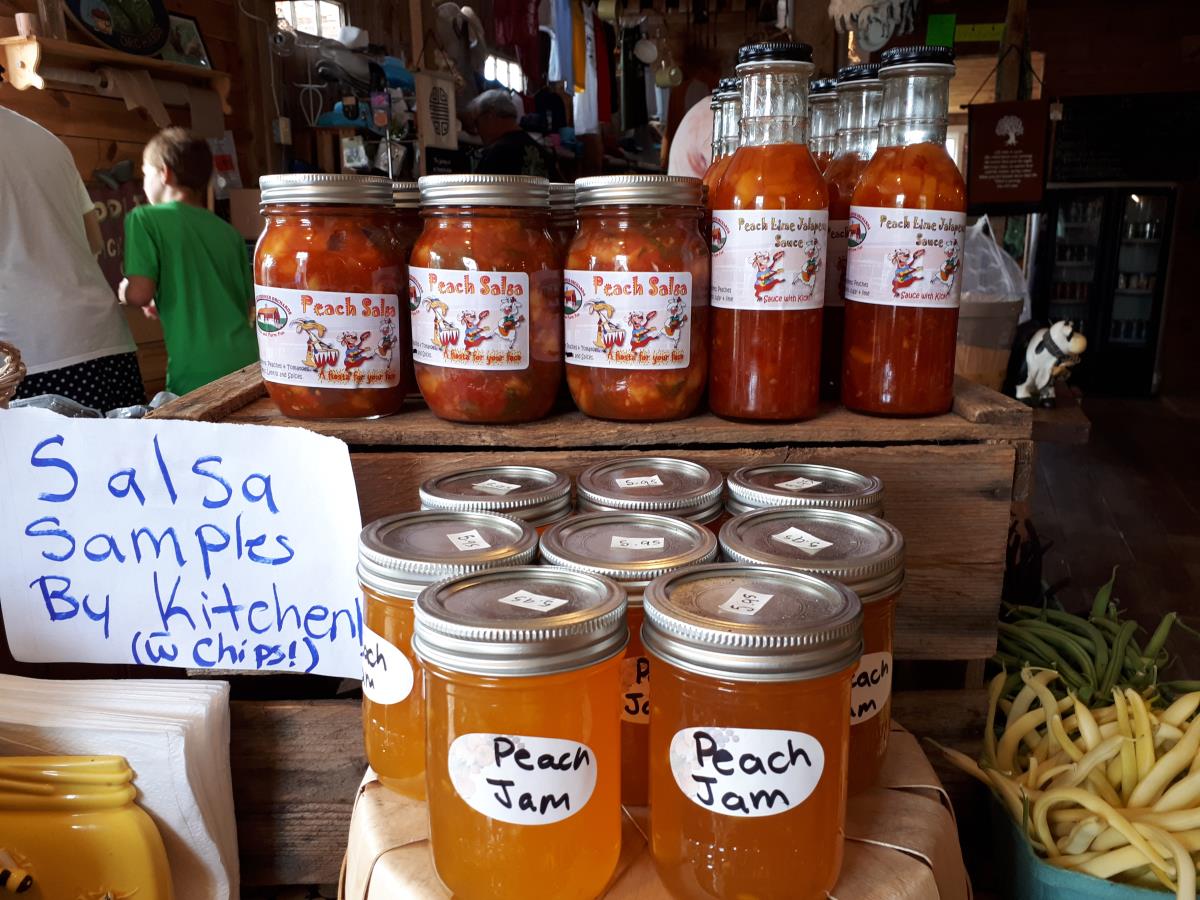 Peach Salsa
A fiesta for your face
Peach Salsa
A fiesta for your face
Peach Salsa
A fiesta for your face
Peach Lime Jalapeno
Sauce
Sauce with Kick!
Peach Lime Jalapeno
Sauce
Sauce with Kick!
Salsa
Samples
By Kitchen!
(w Chips!)
5.95
5.95
5.95
5.95
5.95
5.95
Peach
Jam
Peach
Jam
each
am